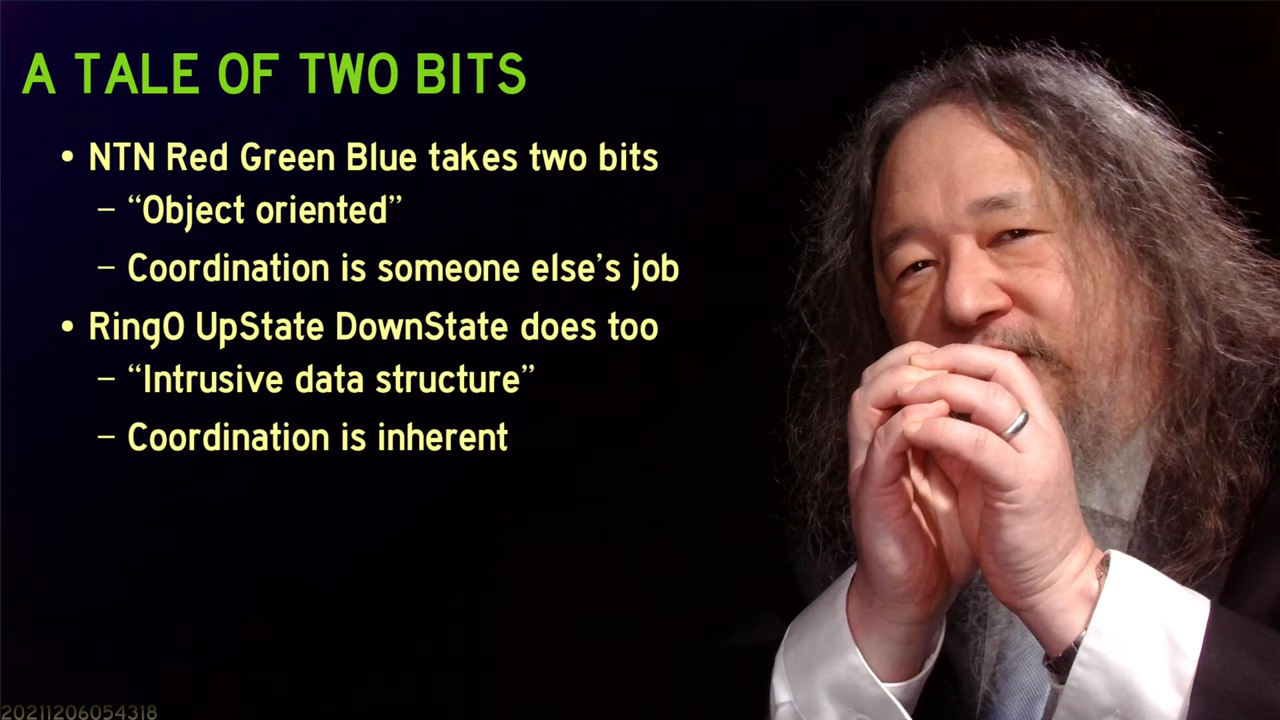 A TALE OF TWO BITS
• NTN Red Green Blue takes two bits
– “Object oriented”
– Coordination is someone else’s job
• RingO UpState DownState does too
– “Intrusive data structure”
– Coordination is inherent
20211206054318